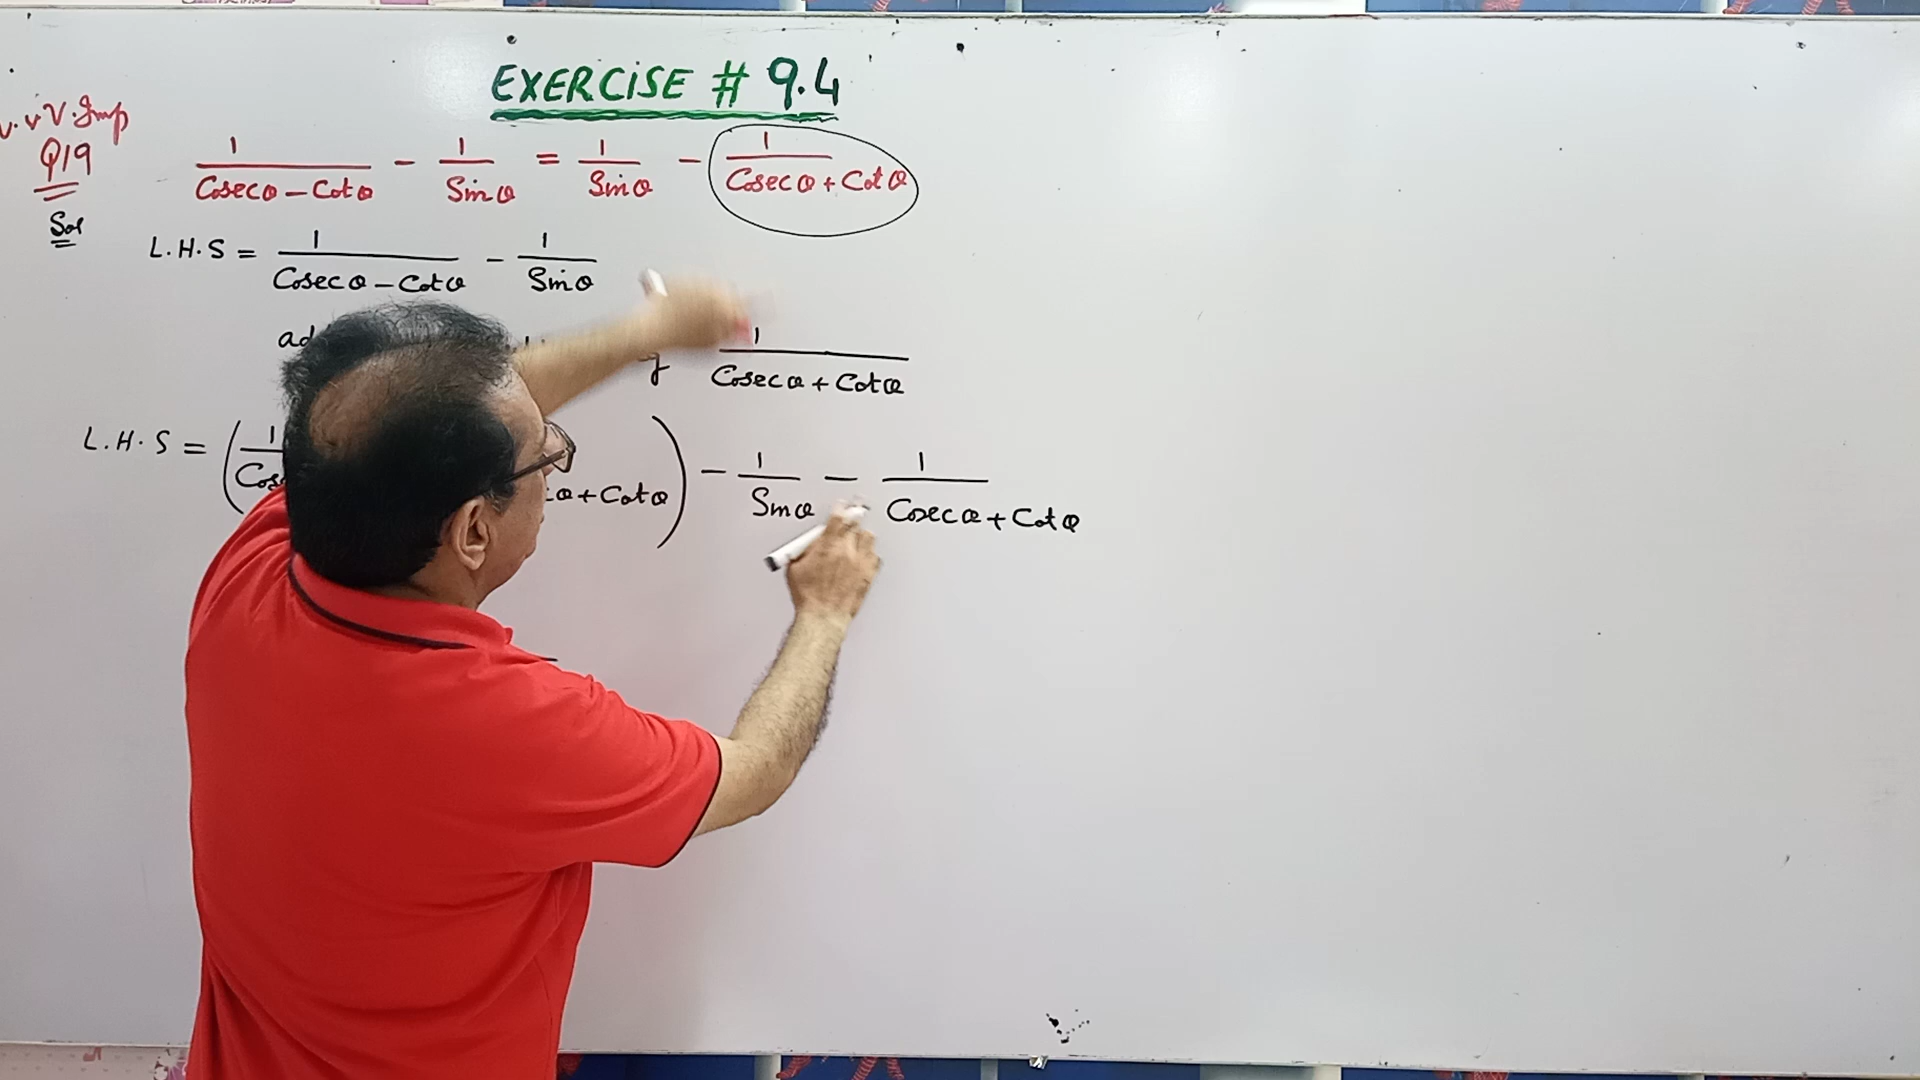 EXERCISE # 9.4
V.V.V.Imp
Q19
1/(Cosecθ – Cotθ) – 1/Sinθ = 1/Sinθ – 1/(Cosecθ + Cotθ)
Sol
L.H.S = 1/(Cosecθ – Cotθ) – 1/Sinθ
1/(Cosecθ + Cotθ)
L.H.S = (1/ θ+Cotθ) – 1/Sinθ – 1/(Cosecθ + Cotθ)